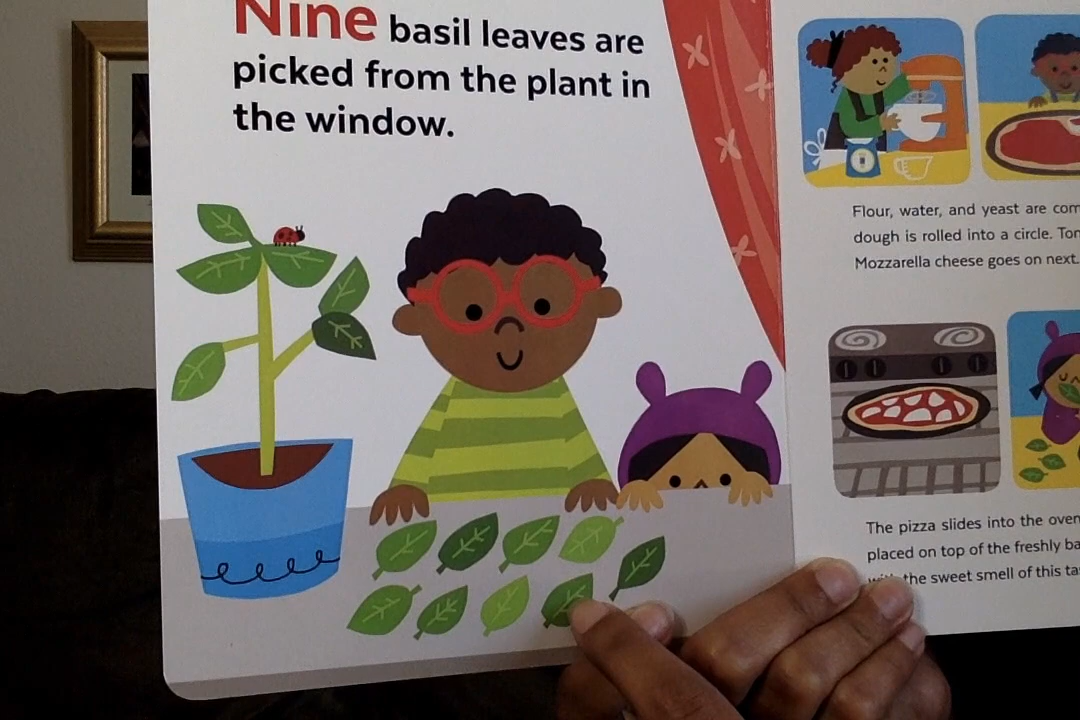 Nine basil leaves are
picked from the plant in
the window.
Flour, water, and yeast are
dough is rolled into a circle.
Mozzarella cheese goes on next.
The pizza slides into the oven
placed on top of the freshly
the sweet smell of this